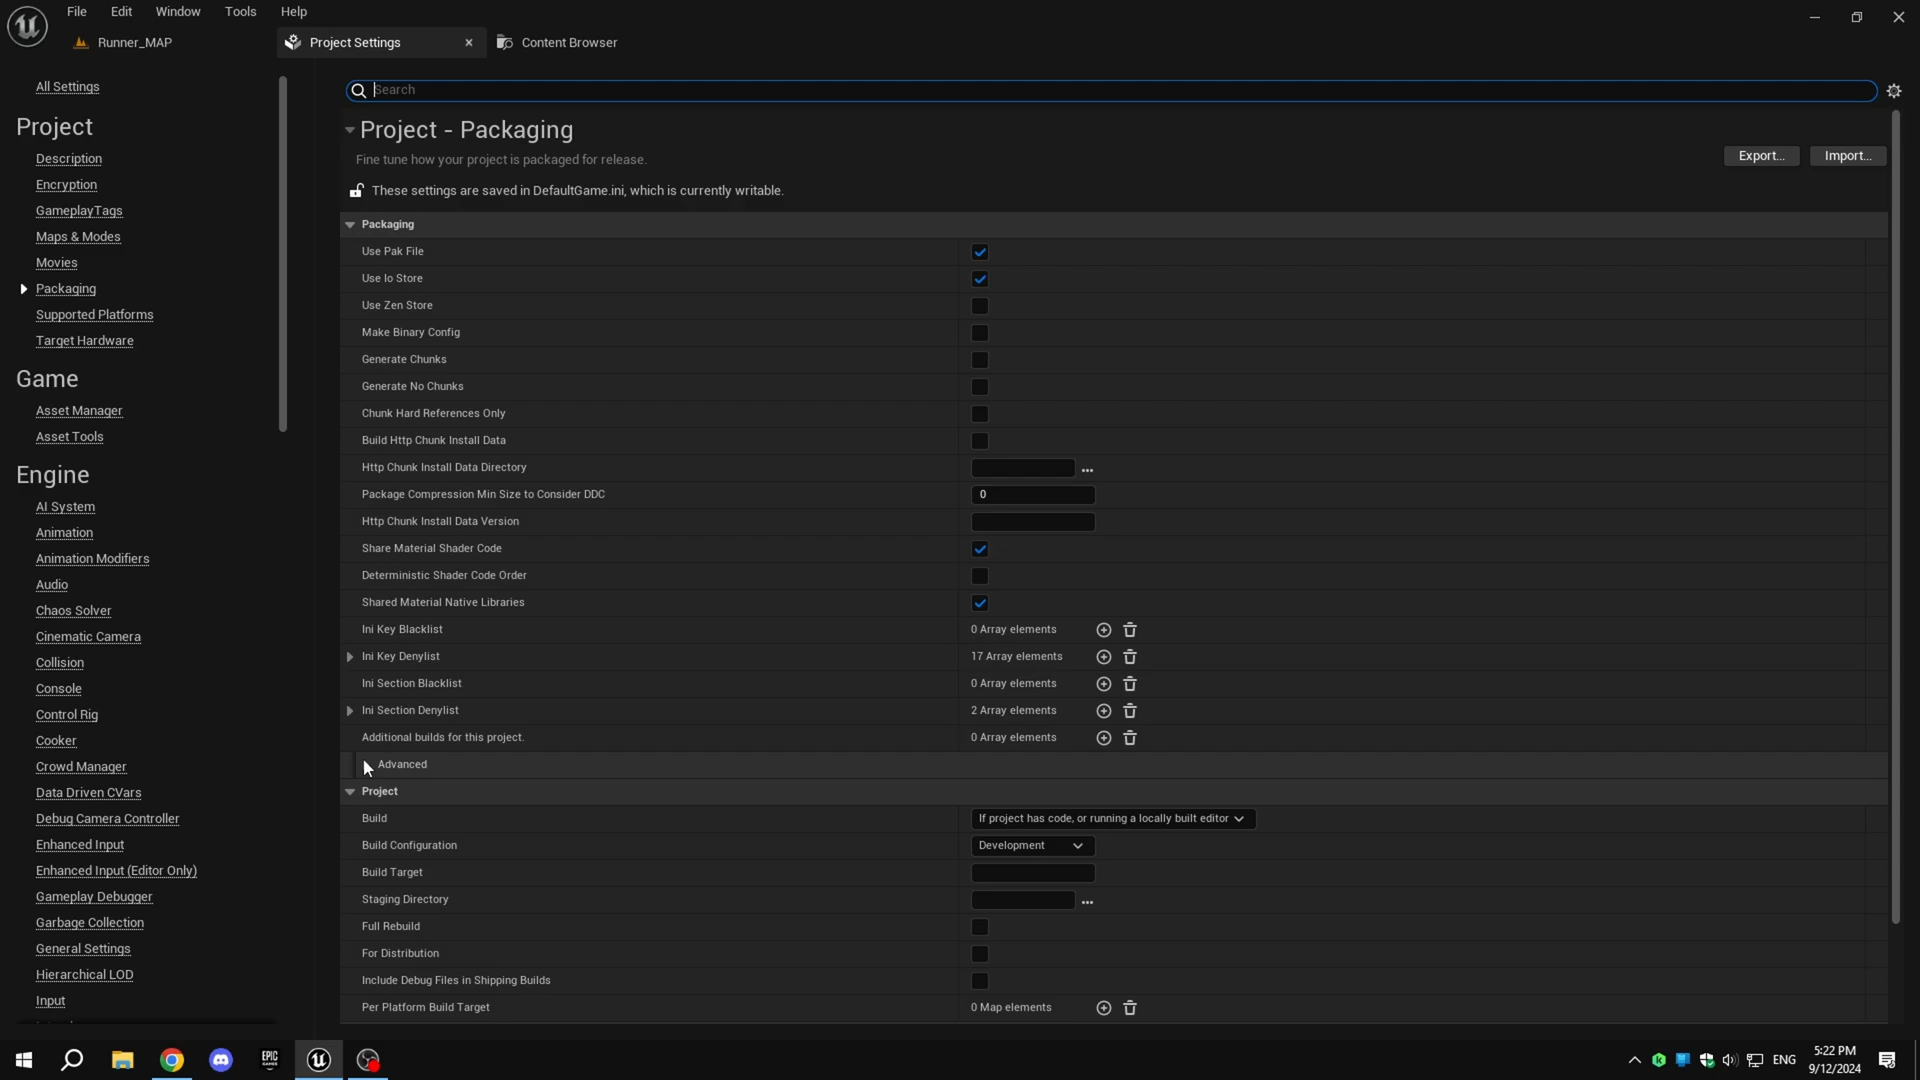 File Edit Window Tools Help
Runner_MAP Project Settings Content Browser
All Settings
Project
Description
Encryption
GameplayTags
Maps & Modes
Movies
Packaging
Supported Platforms
Target Hardware
Game
Asset Manager
Asset Tools
Engine
AI System
Animation
Animation Modifiers
Audio
Chaos Solver
Cinematic Camera
Collision
Console
Control Rig
Cooker
Crowd Manager
Data Driven CVars
Debug Camera Controller
Enhanced Input
Enhanced Input (Editor Only)
Gameplay Debugger
Garbage Collection
General Settings
Hierarchical LOD
Input
Search
Project - Packaging
Fine tune how your project is packaged for release.
Export... Import...
These settings are saved in DefaultGame.ini, which is currently writable.
Packaging
Use Pak File
Use Io Store
Use Zen Store
Make Binary Config
Generate Chunks
Generate No Chunks
Chunk Hard References Only
Build Http Chunk Install Data
Http Chunk Install Data Directory ...
Package Compression Min Size to Consider DDC 0
Http Chunk Install Data Version
Share Material Shader Code
Deterministic Shader Code Order
Shared Material Native Libraries
Ini Key Blacklist 0 Array elements
Ini Key Denylist 17 Array elements
Ini Section Blacklist 0 Array elements
Ini Section Denylist 2 Array elements
Additional builds for this project. 0 Array elements
Advanced
Project
Build If project has code, or running a locally built editor
Build Configuration Development
Build Target
Staging Directory ...
Full Rebuild
For Distribution
Include Debug Files in Shipping Builds
Per Platform Build Target 0 Map elements
EPIC GAMES
ENG
5:22 PM
9/12/2024